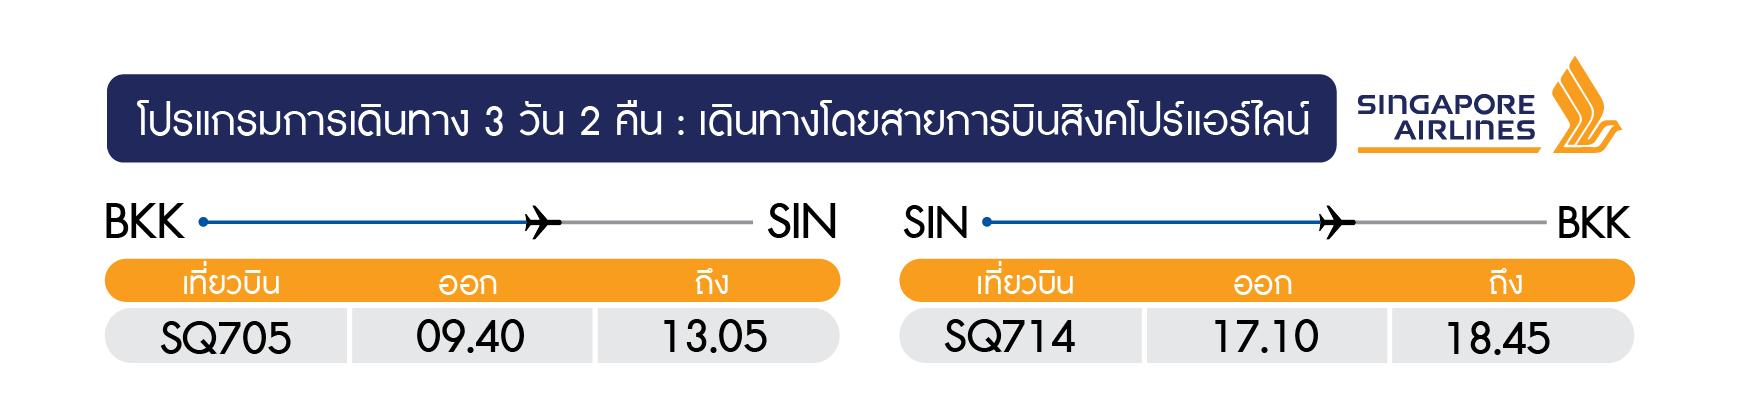 โปรแกรมการเดินทาง 3 วัน 2 คืน : เดินทางโดยสายการบินสิงคโปร์แอร์ไลน์
SINGAPORE
AIRLINES
BKK SIN
เที่ยวบิน ออก ถึง
SQ705 09.40 13.05
SIN BKK
เที่ยวบิน ออก ถึง
SQ714 17.10 18.45